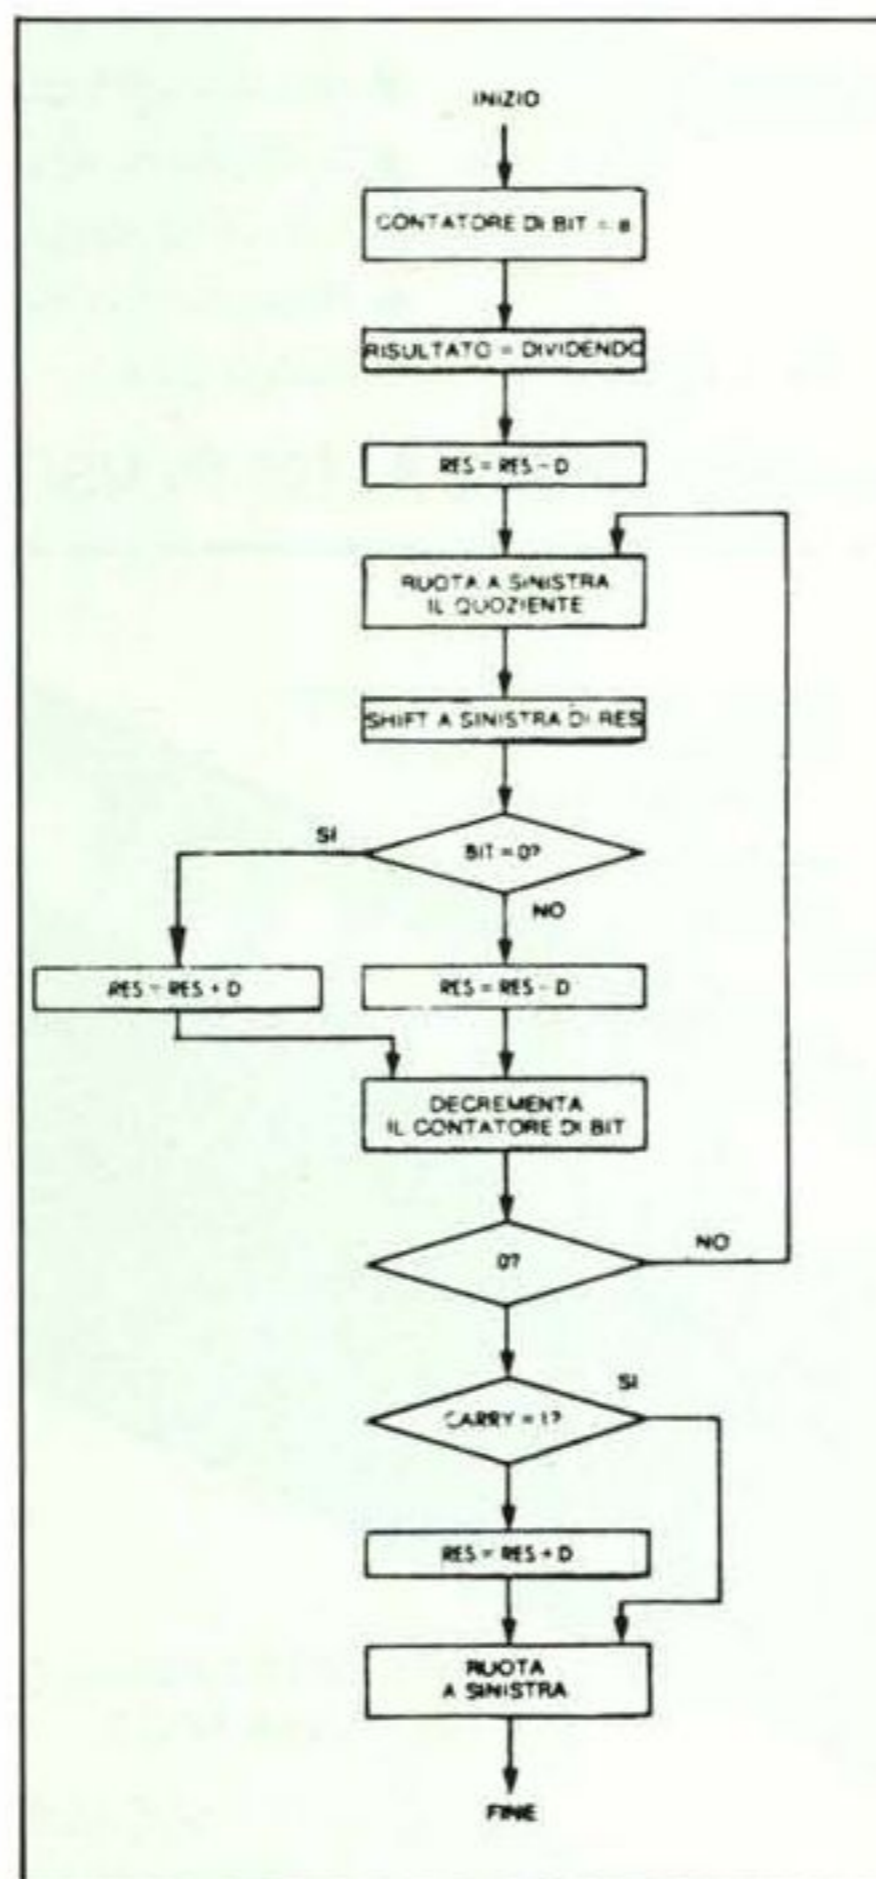 INIZIO
CONTATORE DI BIT = 8
RISULTATO = DIVIDENDO
RES = RES - D
RUOTA A SINISTRA
IL QUOZIENTE
SHIFT A SINISTRA DI RES
BIT = 0?
SI
NO
RES = RES + D
RES = RES - D
DECREMENTA
IL CONTATORE DI BIT
0?
NO
CARRY = 1?
SI
RES = RES + D
RUOTA
A SINISTRA
FINE